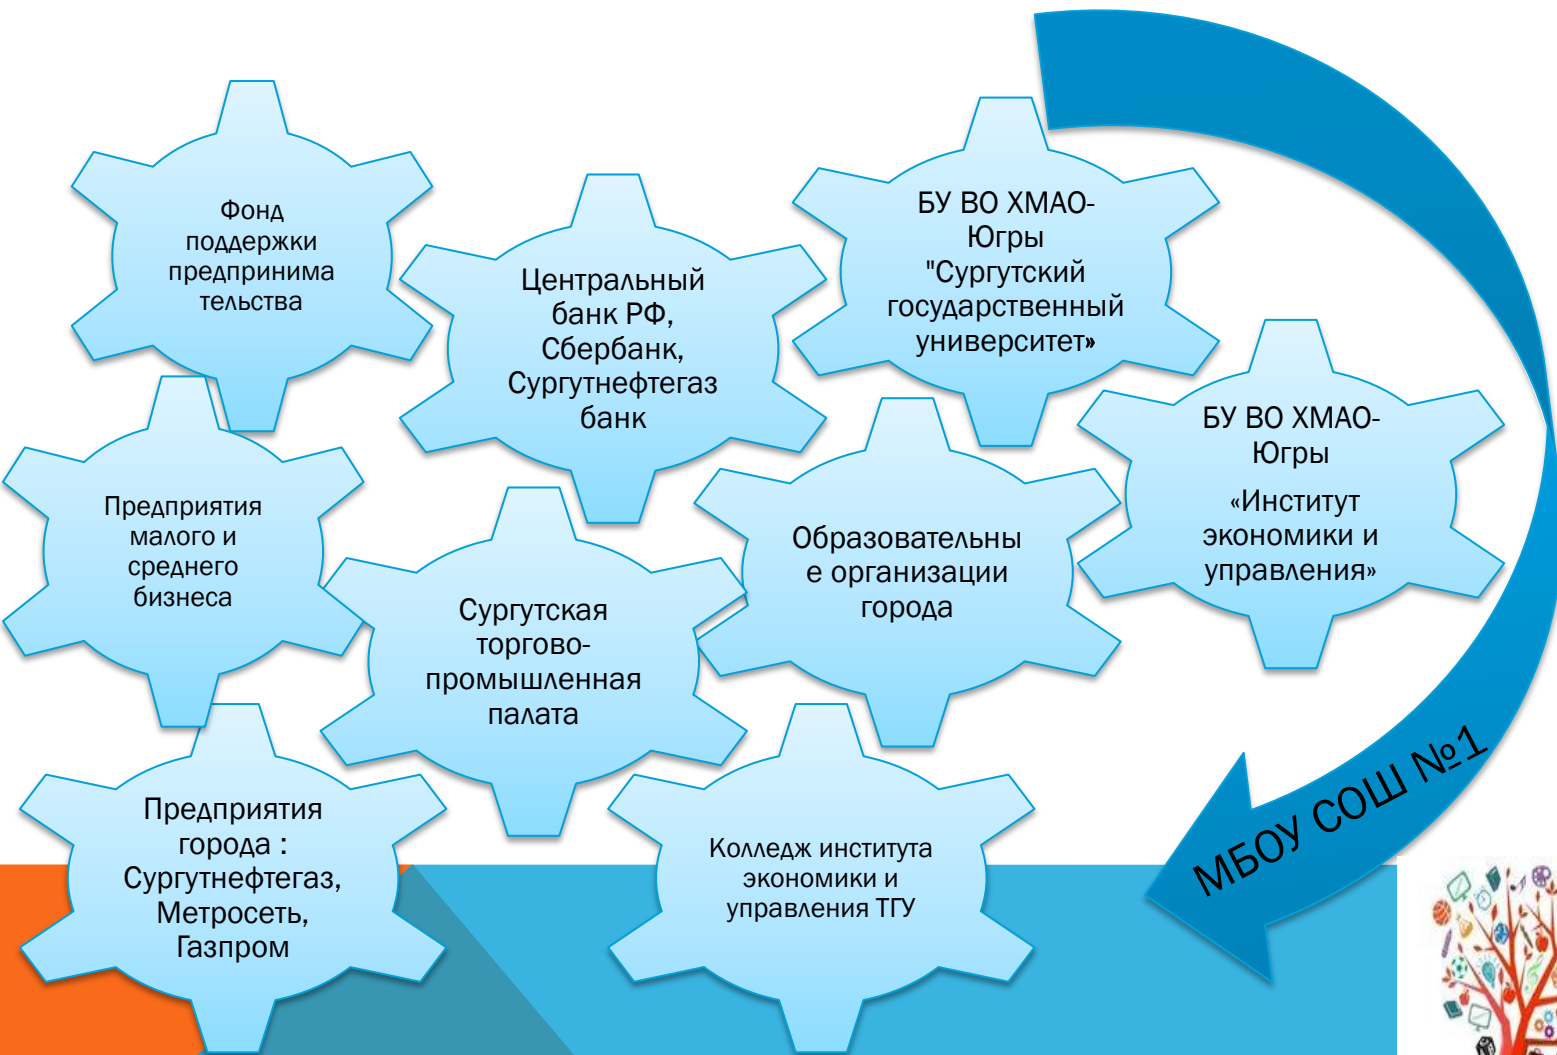 Фонд
поддержки
предпринима
тельства
Центральный
банк РФ,
Сбербанк,
Сургутнефтегаз
банк
БУ ВО ХМАО-
Югры
"Сургутский
государственный
университет»
БУ ВО ХМАО-
Югры
«Институт
экономики и
управления»
Предприятия
малого и
среднего
бизнеса
Сургутская
торгово-
промышленная
палата
Образовательны
е организации
города
Предприятия
города :
Сургутнефтегаз,
Метросеть,
Газпром
Колледж института
экономики и
управления ТГУ
МБОУ СОШ №1